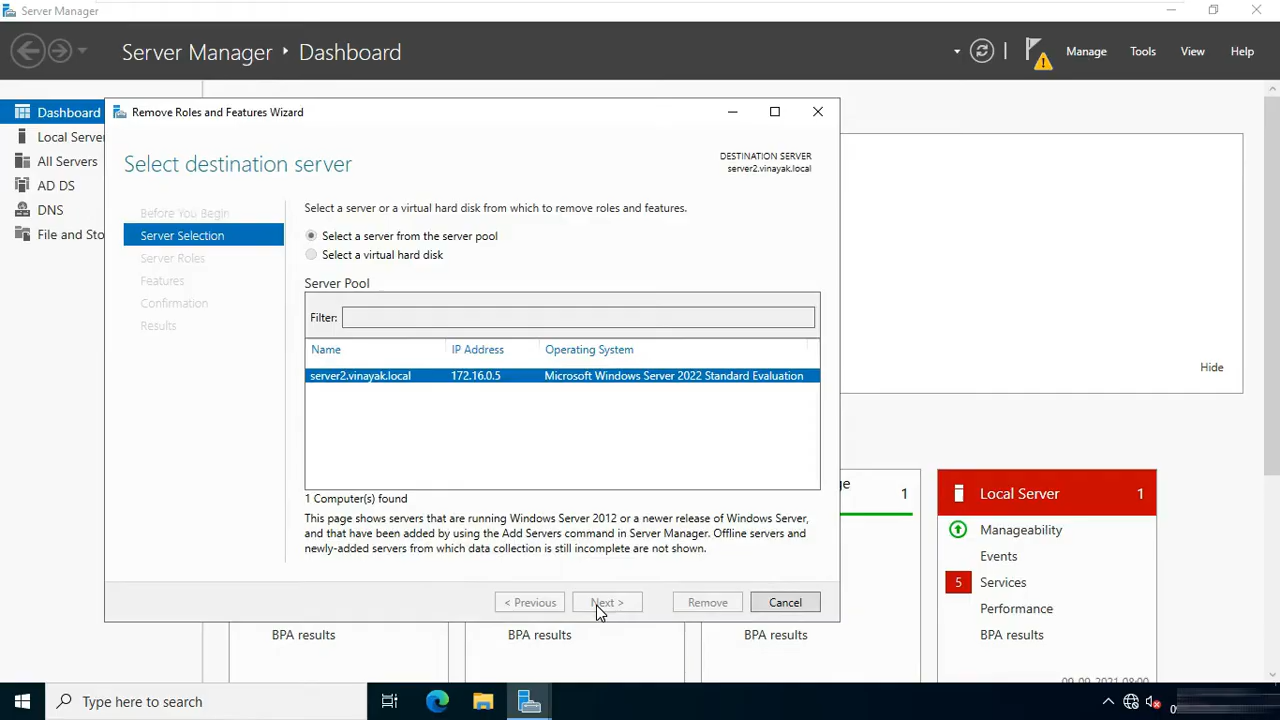 Server Manager
Server Manager • Dashboard
Manage Tools View Help
Dashboard
Local Server
All Servers
AD DS
DNS
File and Sto
Remove Roles and Features Wizard
Select destination server
DESTINATION SERVER
server2.vinayak.local
Before You Begin
Server Selection
Server Roles
Features
Confirmation
Results
Select a server or a virtual hard disk from which to remove roles and features.
Select a server from the server pool
Select a virtual hard disk
Server Pool
Filter:
Name IP Address Operating System
server2.vinayak.local 172.16.0.5 Microsoft Windows Server 2022 Standard Evaluation
1 Computer(s) found
This page shows servers that are running Windows Server 2012 or a newer release of Windows Server,
and that have been added by using the Add Servers command in Server Manager. Offline servers and
newly-added servers from which data collection is still incomplete are not shown.
< Previous Next > Remove Cancel
Hide
ge 1
Local Server 1
Manageability
Events
5 Services
Performance
BPA results
BPA results BPA results BPA results
Type here to search